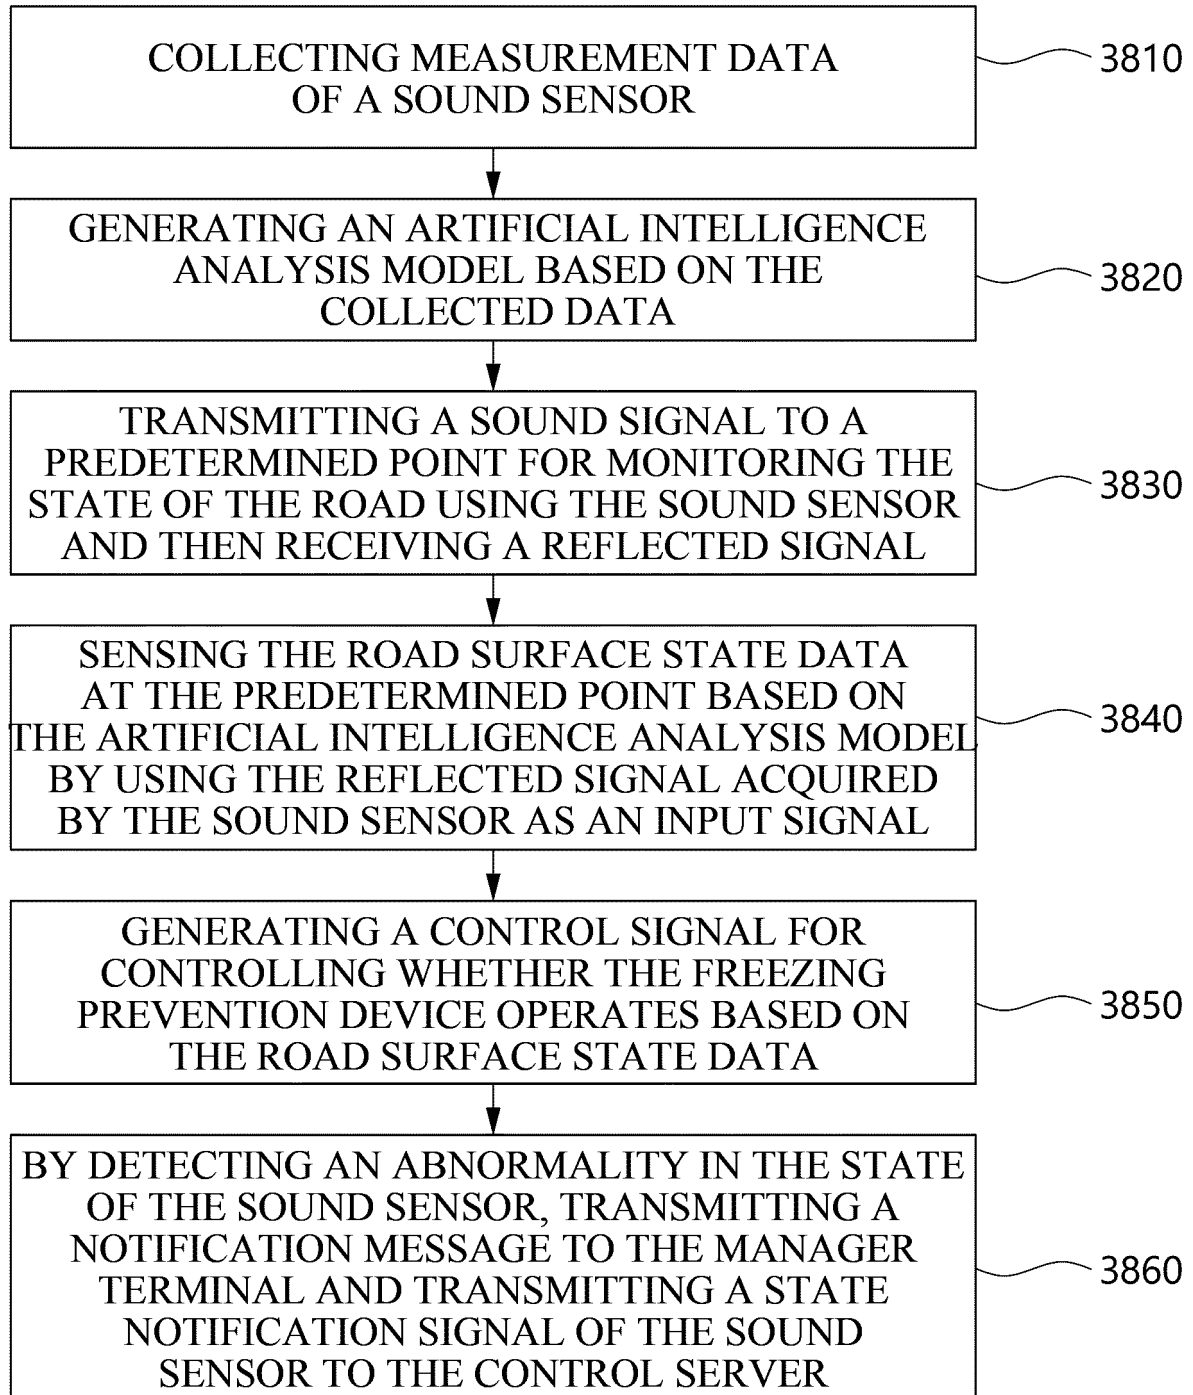 COLLECTING MEASUREMENT DATA
OF A SOUND SENSOR
3810
GENERATING AN ARTIFICIAL INTELLIGENCE
ANALYSIS MODEL BASED ON THE
COLLECTED DATA
3820
TRANSMITTING A SOUND SIGNAL TO A
PREDETERMINED POINT FOR MONITORING THE
STATE OF THE ROAD USING THE SOUND SENSOR
AND THEN RECEIVING A REFLECTED SIGNAL
3830
SENSING THE ROAD SURFACE STATE DATA
AT THE PREDETERMINED POINT BASED ON
THE ARTIFICIAL INTELLIGENCE ANALYSIS MODEL
BY USING THE REFLECTED SIGNAL ACQUIRED
BY THE SOUND SENSOR AS AN INPUT SIGNAL
3840
GENERATING A CONTROL SIGNAL FOR
CONTROLLING WHETHER THE FREEZING
PREVENTION DEVICE OPERATES BASED ON
THE ROAD SURFACE STATE DATA
3850
BY DETECTING AN ABNORMALITY IN THE STATE
OF THE SOUND SENSOR, TRANSMITTING A
NOTIFICATION MESSAGE TO THE MANAGER
TERMINAL AND TRANSMITTING A STATE
NOTIFICATION SIGNAL OF THE SOUND
SENSOR TO THE CONTROL SERVER
3860